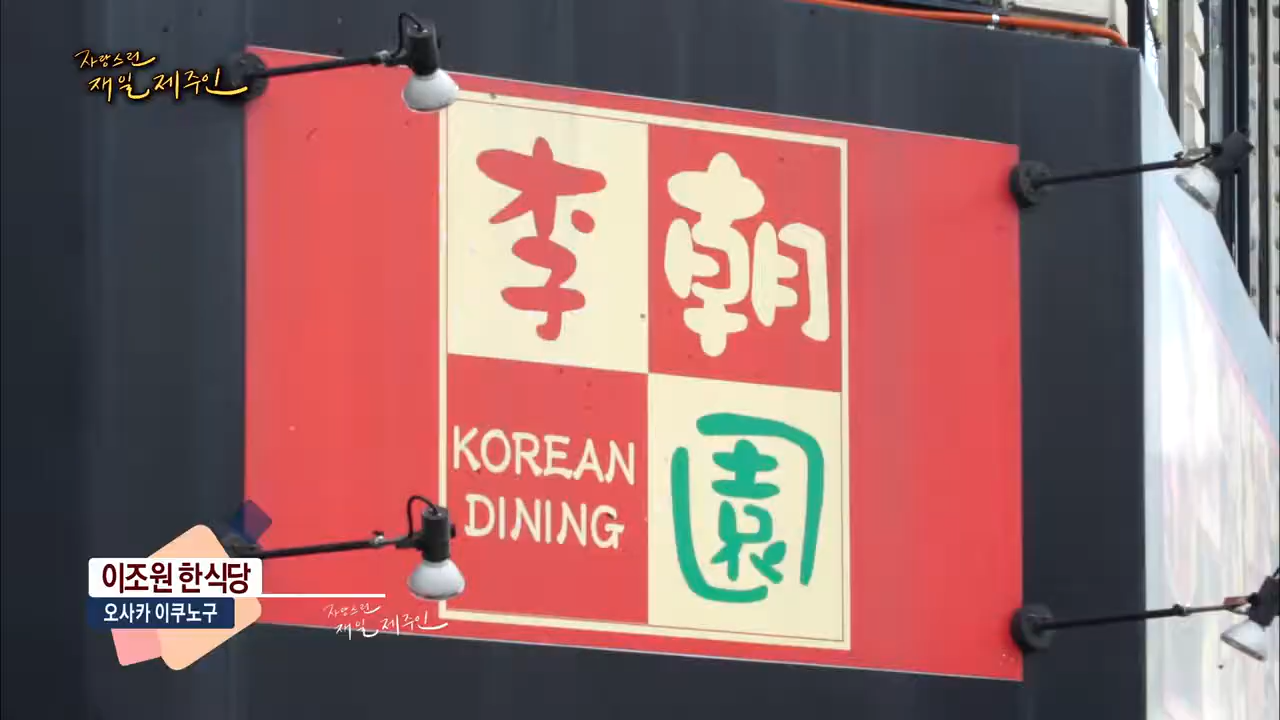 자랑스런
재일 제주인
李朝
KOREAN
DINING
園
이조원 한식당
오사카 이쿠노구
자랑스런
재일 제주인